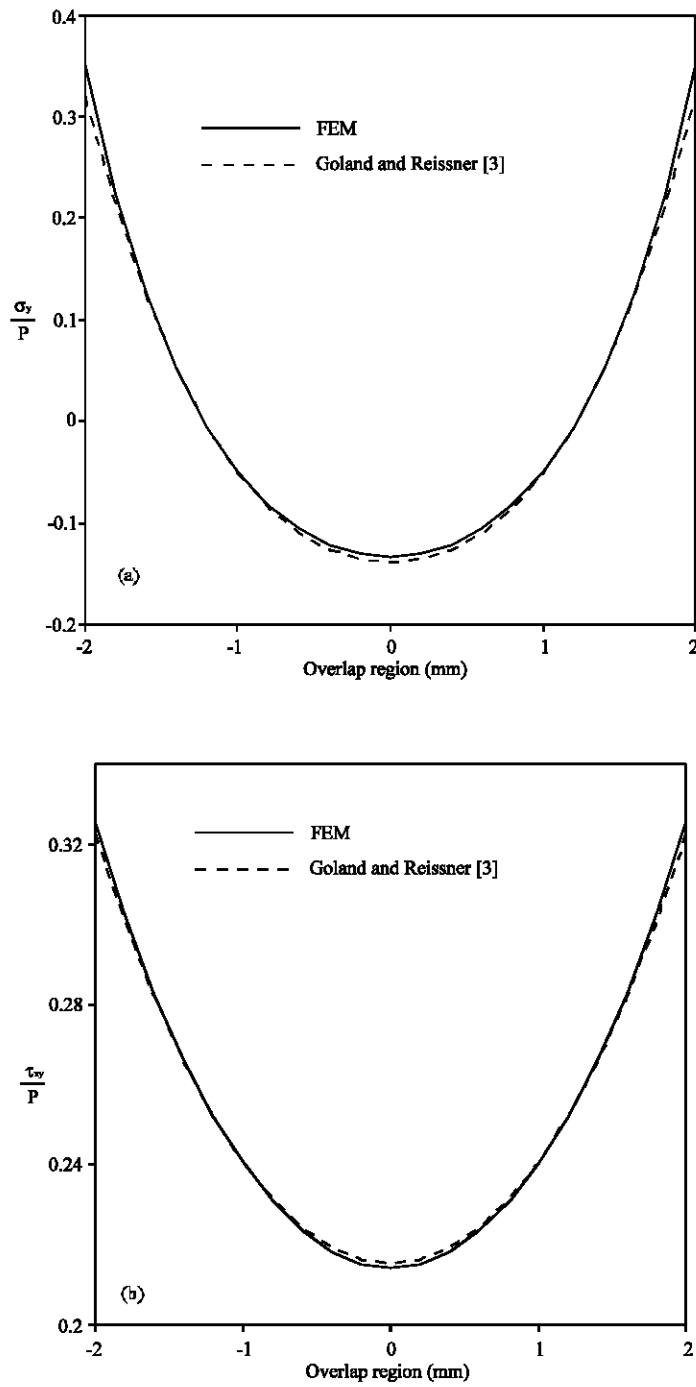 0.4
0.3
0.2
0.1
0
-0.1
-0.2
σy
P
FEM
Goland and Reissner [3]
(a)
-2
-1
0
1
2
Overlap region (mm)
0.32
0.28
0.24
0.2
τxy
P
FEM
Goland and Reissner [3]
(b)
-2
-1
0
1
2
Overlap region (mm)